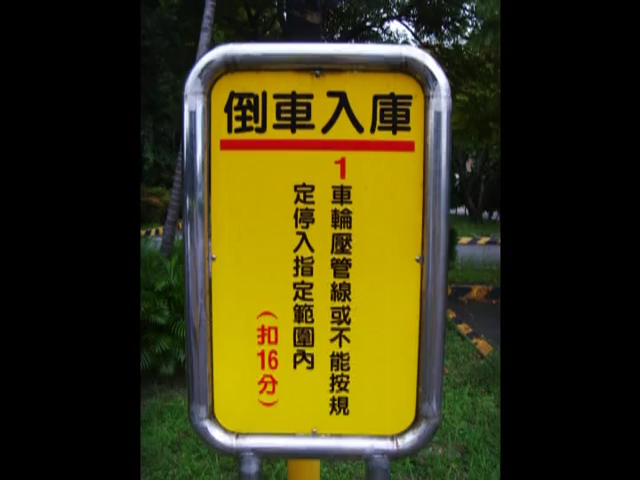 倒車入庫
1
車輪壓管線或不能按規
定停入指定範圍內
(扣16分)